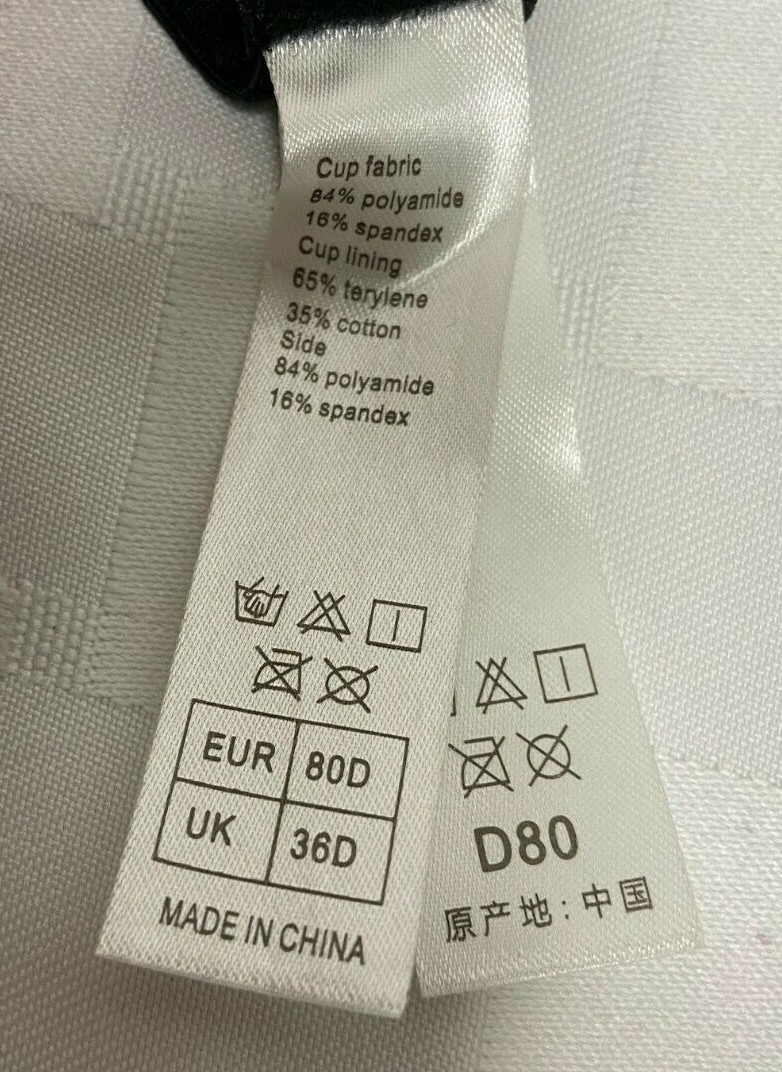 Cup fabric
84% polyamide
16% spandex
Cup lining
65% terylene
35% cotton
Side
84% polyamide
16% spandex
EUR 80D
UK 36D
MADE IN CHINA
D80
原产地：中国